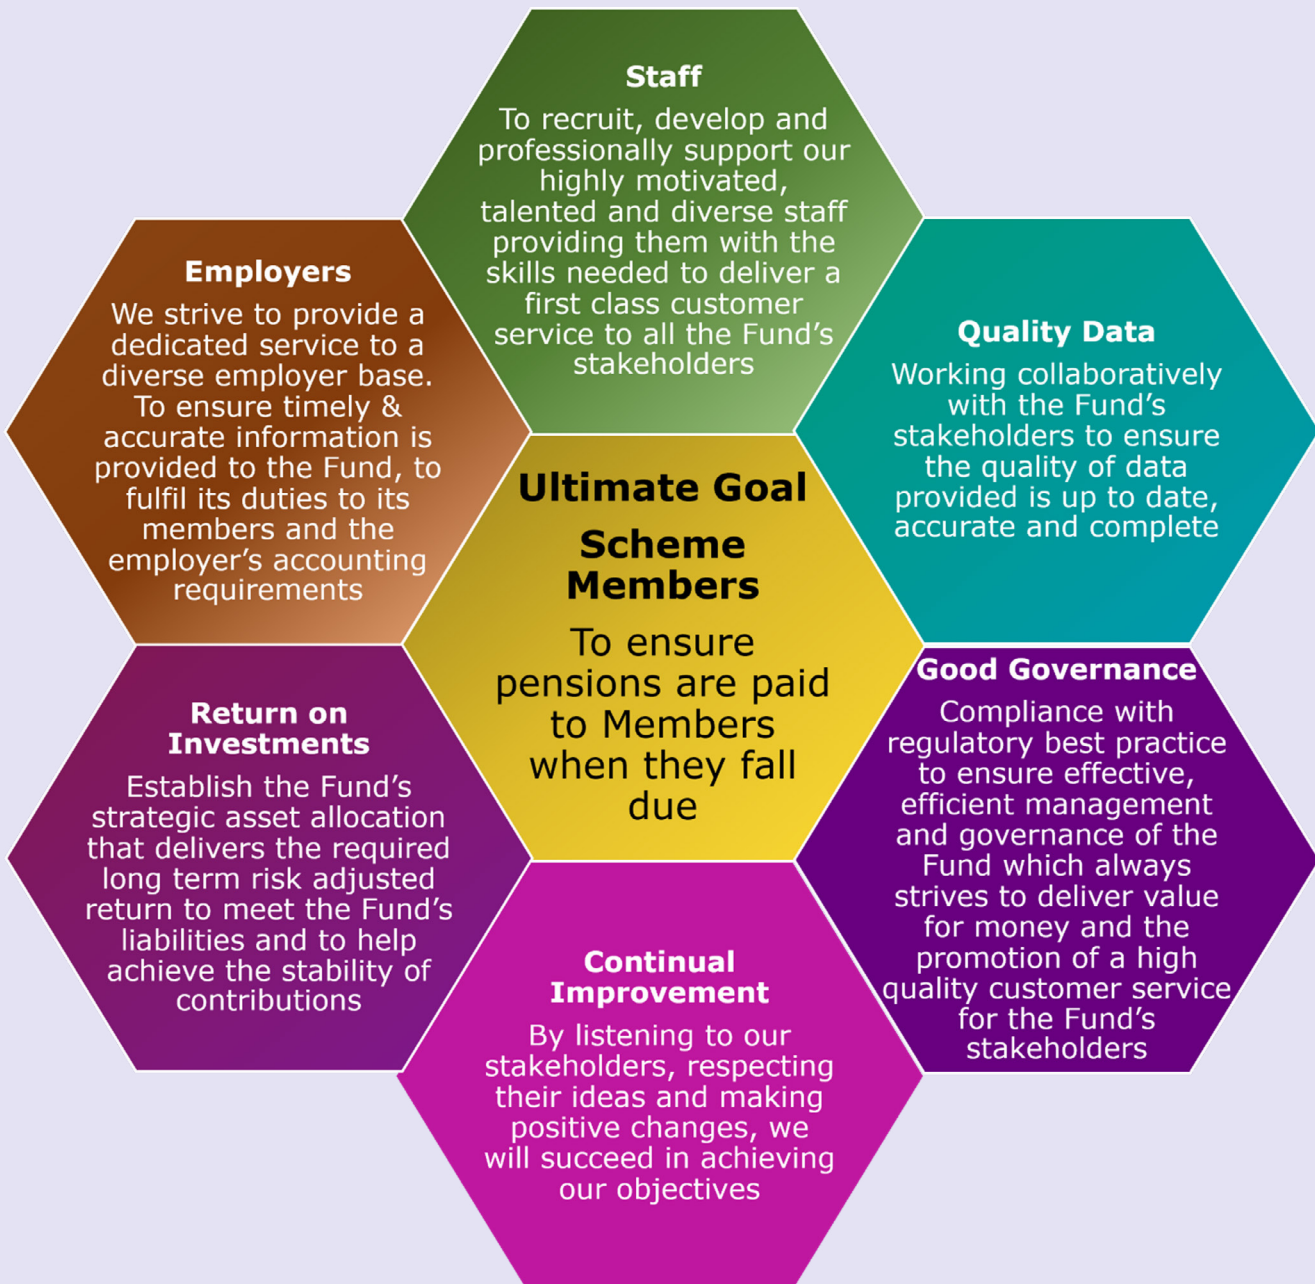 Staff
To recruit, develop and
professionally support our
highly motivated,
talented and diverse staff
providing them with the
skills needed to deliver a
first class customer
service to all the Fund's
stakeholders
Employers
We strive to provide a
dedicated service to a
diverse employer base.
To ensure timely &
accurate information is
provided to the Fund, to
fulfil its duties to its
members and the
employer's accounting
requirements
Quality Data
Working collaboratively
with the Fund's
stakeholders to ensure
the quality of data
provided is up to date,
accurate and complete
Ultimate Goal
Scheme
Members
To ensure
pensions are paid
to Members
when they fall
due
Return on
Investments
Establish the Fund's
strategic asset allocation
that delivers the required
long term risk adjusted
return to meet the Fund's
liabilities and to help
achieve the stability of
contributions
Good Governance
Compliance with
regulatory best practice
to ensure effective,
efficient management
and governance of the
Fund which always
strives to deliver value
for money and the
promotion of a high
quality customer service
for the Fund's
stakeholders
Continual
Improvement
By listening to our
stakeholders, respecting
their ideas and making
positive changes, we
will succeed in achieving
our objectives